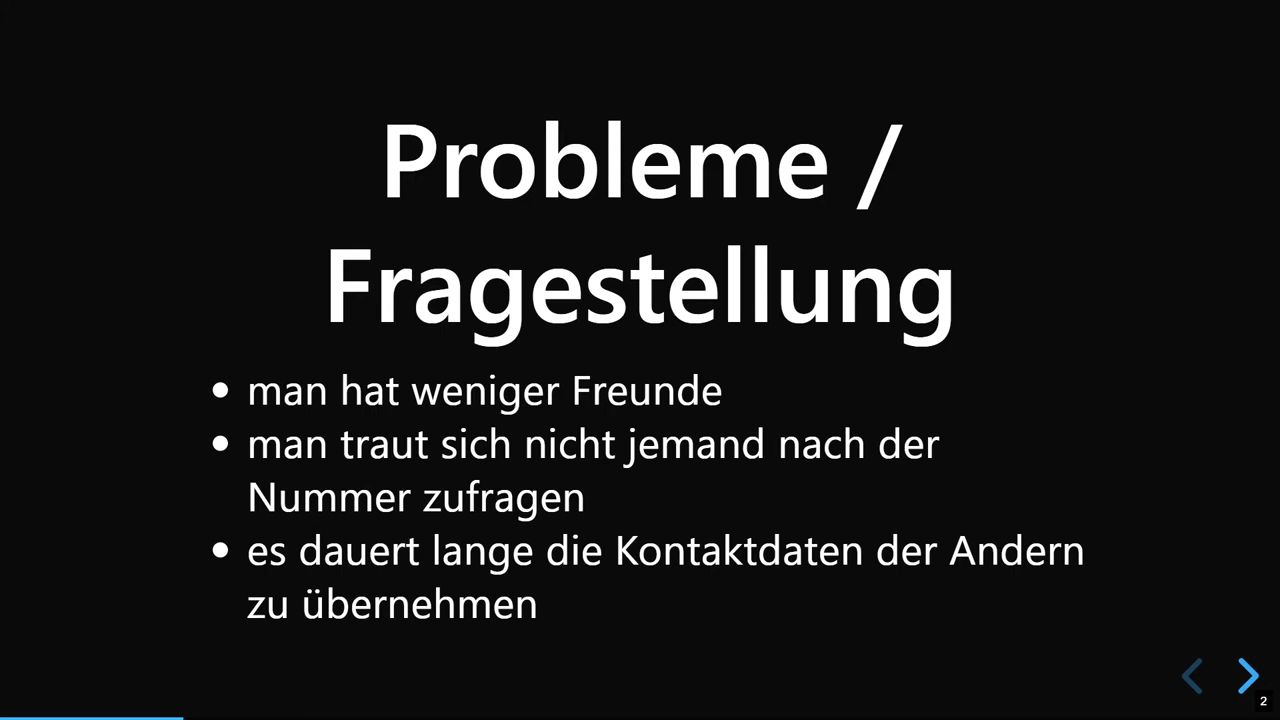 Probleme /
Fragestellung
• man hat weniger Freunde
• man traut sich nicht jemand nach der
Nummer zufragen
• es dauert lange die Kontaktdaten der Andern
zu übernehmen
2